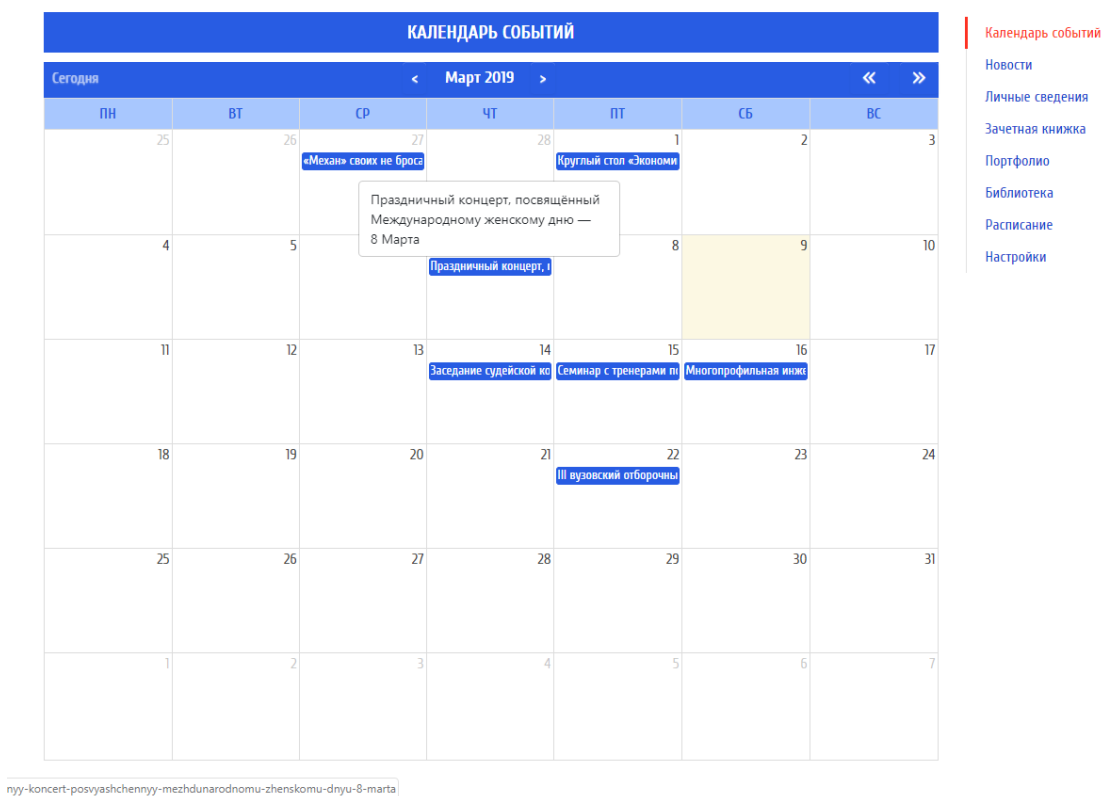 КАЛЕНДАРЬ СОБЫТИЙ
Сегодня < Март 2019 > « »
ПН ВТ СР ЧТ ПТ СБ ВС
25 26 27 28 1 2 3
«Механ» своих не броса Круглый стол «Экономи
Праздничный концерт, посвящённый
Международному женскому дню —
8 Марта
4 5 8 9 10
Праздничный концерт, п
11 12 13 14 15 16 17
Заседание судейской ко Семинар с тренерами по Многопрофильная инже
18 19 20 21 22 23 24
III вузовский отборочны
25 26 27 28 29 30 31
1 2 3 4 5 6 7
Календарь событий
Новости
Личные сведения
Зачетная книжка
Портфолио
Библиотека
Расписание
Настройки
nyy-koncert-posvyashchennyy-mezhdunarodnomu-zhenskomu-dnyu-8-marta